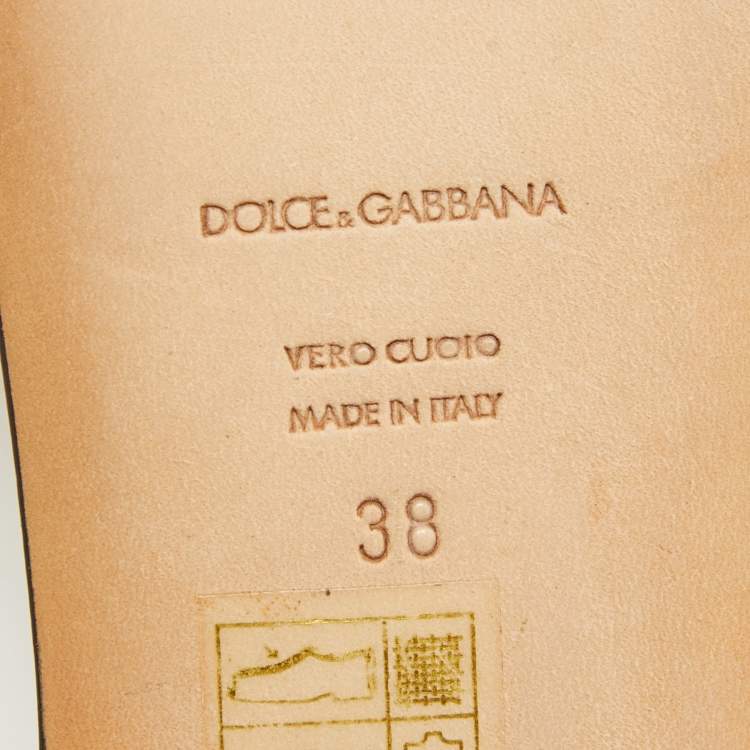 DOLCE&GABBANA
VERO CUOIO
MADE IN ITALY
38